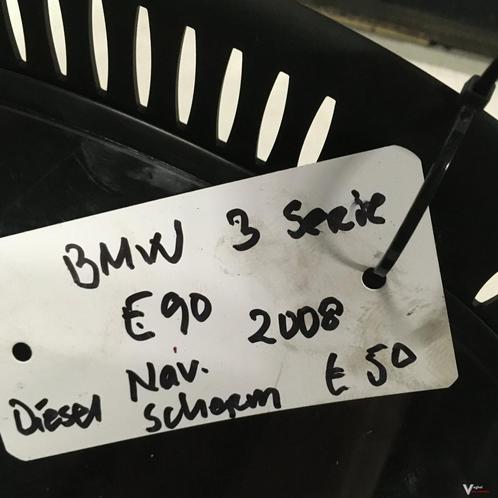 BMW 3 Serie
E90 2008
Diesel Nav. € 50
scherm